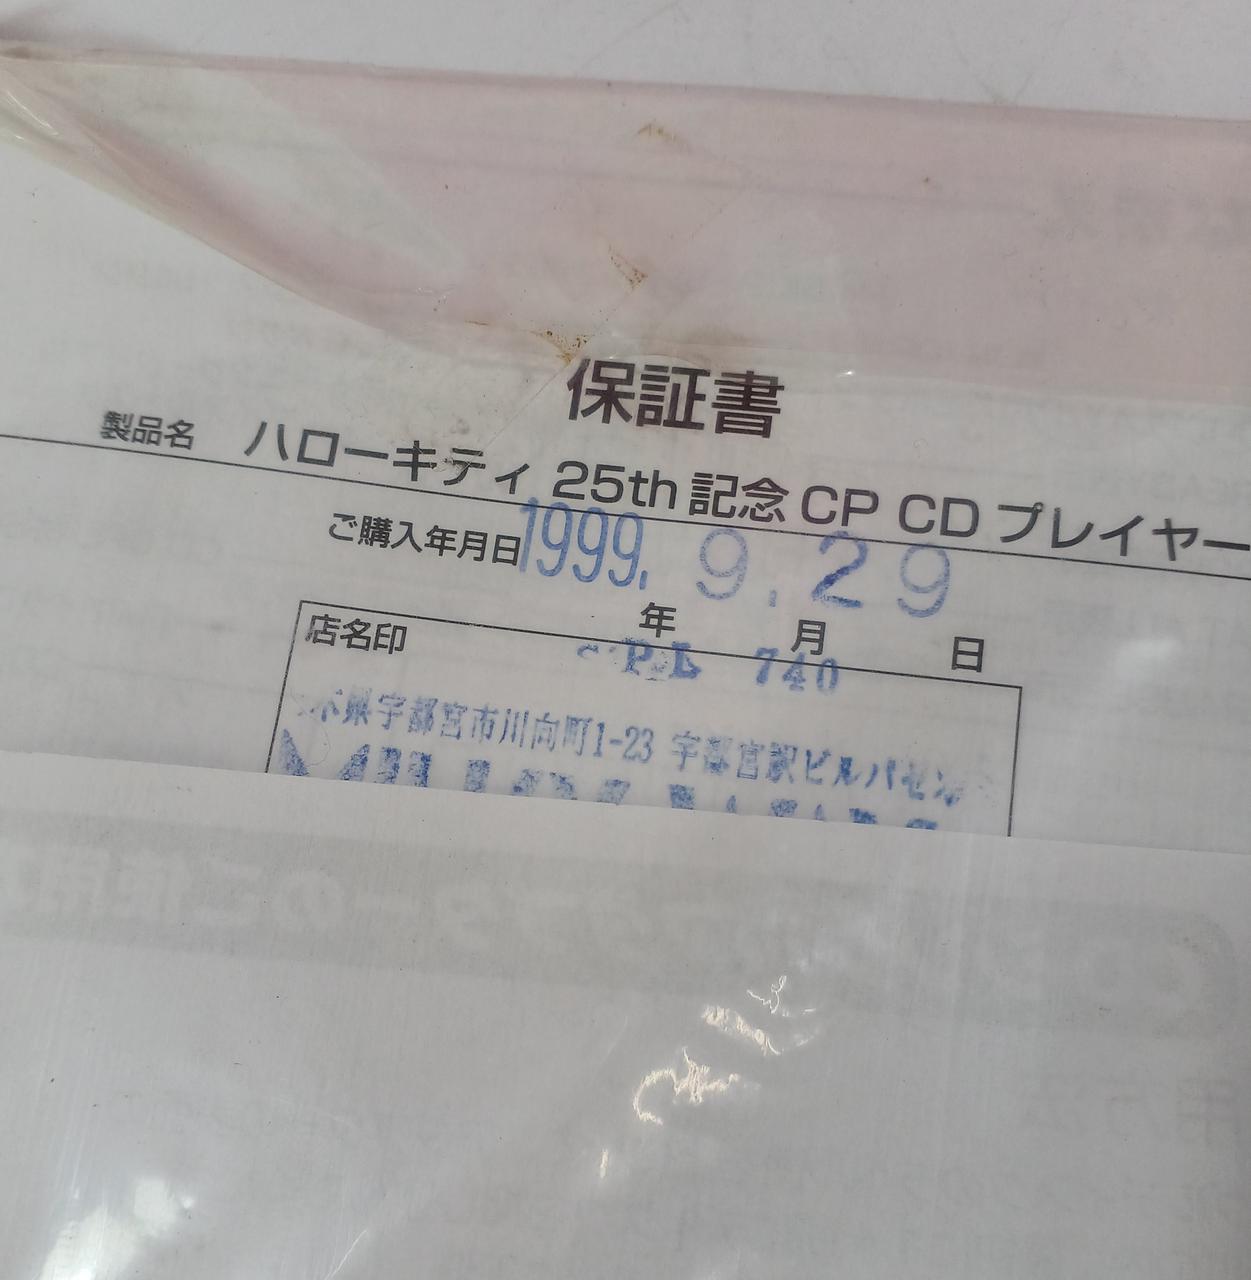 保証書
製品名 ハローキティ 25th 記念 CP CD プレイヤー
ご購入年月日 1999. 9. 29
年 月 日
店名印
740
木県宇都宮市川向町1-23 宇都宮駅ビルパセ